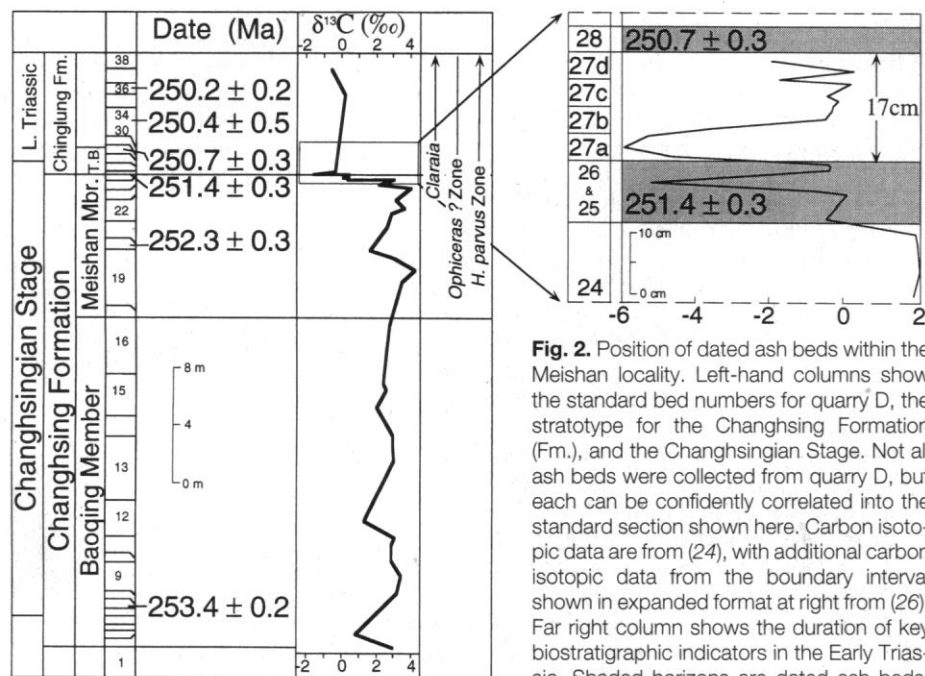 Date (Ma)
δ¹³C (‰)
0 2 4
L. Triassic
Chinglung Fm.
T.B
Changhsingian Stage
Changhsing Formation
Meishan Mbr.
Baoqing Member
38
36
34
30
22
19
16
15
13
12
9
1
250.2 ± 0.2
250.4 ± 0.5
250.7 ± 0.3
251.4 ± 0.3
252.3 ± 0.3
253.4 ± 0.2
8 m
4
0 m
-2 0 2 4
Claraia
Ophiceras ? Zone
H. parvus Zone
28
27d
27c
27b
27a
26
&
25
24
250.7 ± 0.3
17cm
251.4 ± 0.3
10 cm
0 cm
-6 -4 -2 0 2
Fig. 2. Position of dated ash beds within the
Meishan locality. Left-hand columns show
the standard bed numbers for quarry D, the
stratotype for the Changhsing Formation
(Fm.), and the Changhsingian Stage. Not al
ash beds were collected from quarry D, but
each can be confidently correlated into the
standard section shown here. Carbon isoto-
pic data are from (24), with additional carbon
isotopic data from the boundary interva
shown in expanded format at right from (26)
Far right column shows the duration of key
biostratigraphic indicators in the Early Trias-
sic. Shaded horizons are dated ash beds.